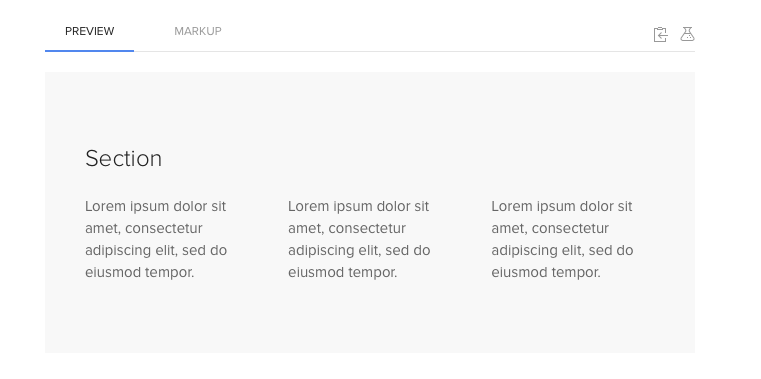 PREVIEW
MARKUP
Section
Lorem ipsum dolor sit
amet, consectetur
adipiscing elit, sed do
eiusmod tempor.
Lorem ipsum dolor sit
amet, consectetur
adipiscing elit, sed do
eiusmod tempor.
Lorem ipsum dolor sit
amet, consectetur
adipiscing elit, sed do
eiusmod tempor.